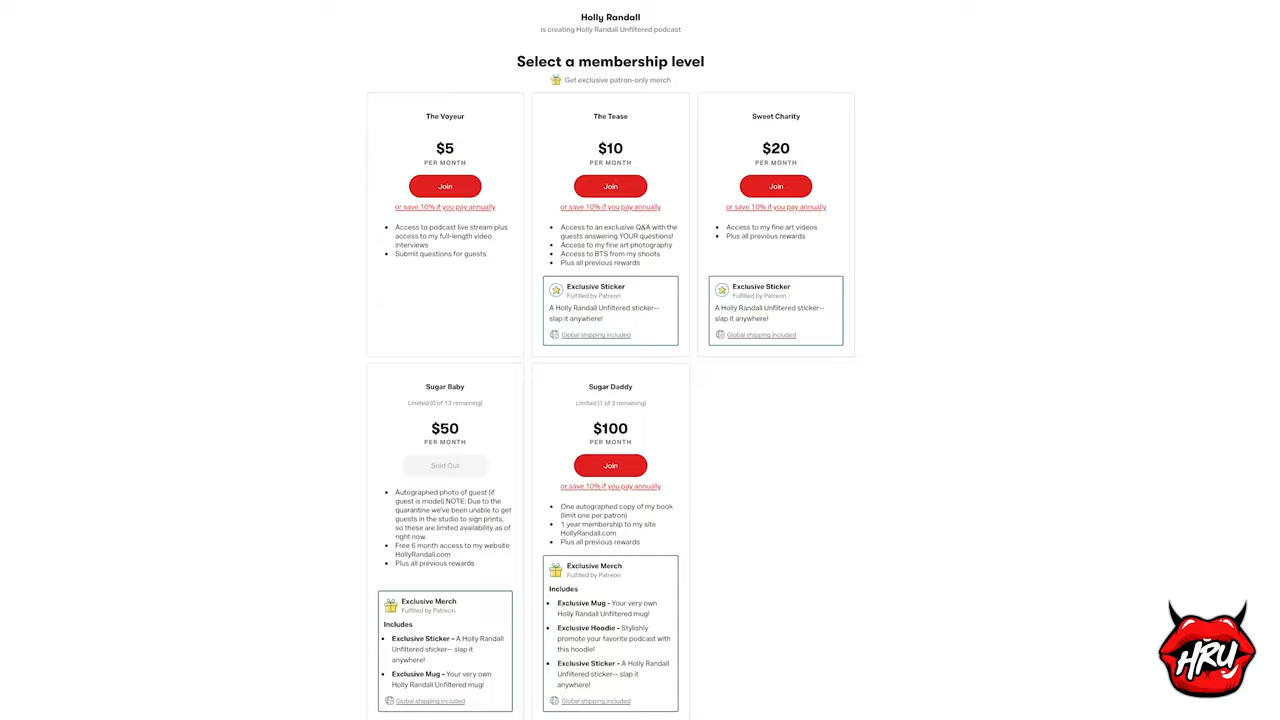 Holly Randall
is creating Holly Randall Unfiltered podcast
Select a membership level
Get exclusive patron-only merch
The Voyeur
$5
PER MONTH
Join
or save 10% if you pay annually
Access to podcast live stream plus
access to my full-length video
interviews
Submit questions for guests
The Tease
$10
PER MONTH
Join
or save 10% if you pay annually
Access to an exclusive Q&A with the
guests answering YOUR questions!
Access to my fine art photography
Access to BTS from my shoots
Plus all previous rewards
Exclusive Sticker
Fulfilled by Patreon
A Holly Randall Unfiltered sticker--
slap it anywhere!
Global shipping included
Sweet Charity
$20
PER MONTH
Join
or save 10% if you pay annually
Access to my fine art videos
Plus all previous rewards
Exclusive Sticker
Fulfilled by Patreon
A Holly Randall Unfiltered sticker--
slap it anywhere!
Global shipping included
Sugar Baby
Limited (0 of 13 remaining)
$50
PER MONTH
Sold Out
Autographed photo of guest (if
guest is model) NOTE: Due to the
quarantine we've been unable to get
guests in the studio to sign prints,
so these are limited availability as of
right now.
Free 6 month access to my website
HollyRandall.com
Plus all previous rewards
Exclusive Merch
Fulfilled by Patreon
Includes
Exclusive Sticker - A Holly Randall
Unfiltered sticker-- slap it
anywhere!
Exclusive Mug - Your very own
Holly Randall Unfiltered mug!
Global shipping included
Sugar Daddy
Limited (1 of 3 remaining)
$100
PER MONTH
Join
or save 10% if you pay annually
One autographed copy of my book
(limit one per patron)
1 year membership to my site
HollyRandall.com
Plus all previous rewards
Exclusive Merch
Fulfilled by Patreon
Includes
Exclusive Mug - Your very own
Holly Randall Unfiltered mug!
Exclusive Hoodie - Stylishly
promote your favorite podcast with
this hoodie!
Exclusive Sticker - A Holly Randall
Unfiltered sticker-- slap it
anywhere!
Global shipping included
HRU